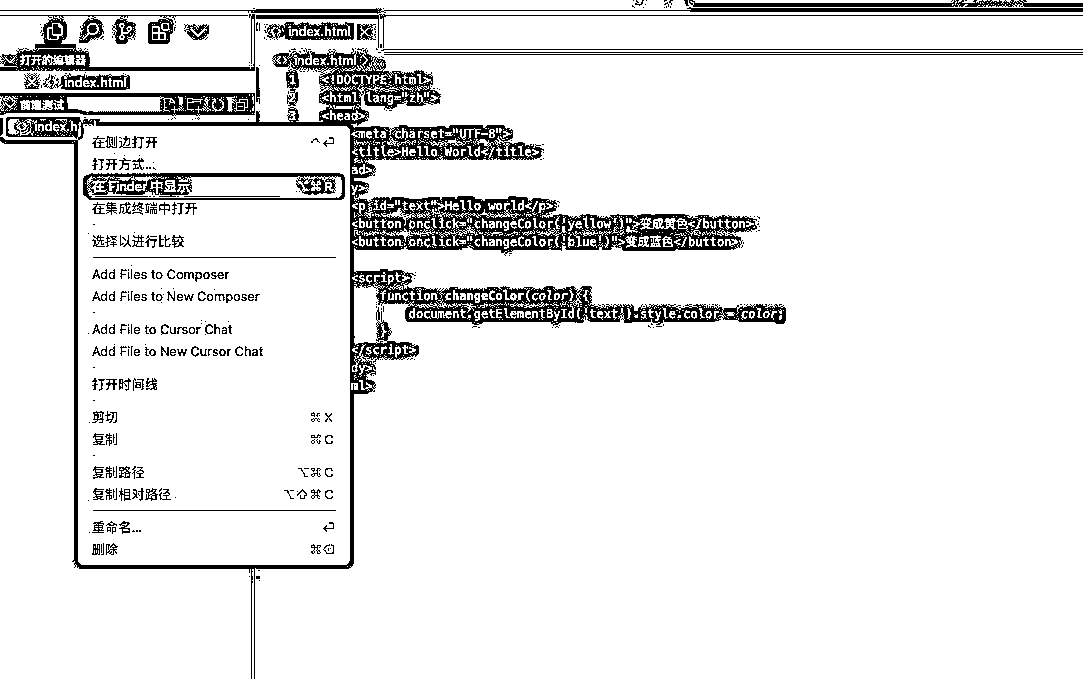 index.html
打开的编辑器
index.html
前端测试
index.h
index.html
1 <!DOCTYPE html>
2 <html lang="zh">
3 <head>
<meta charset="UTF-8">
<title>Hello World</title>
ad>
y>
<p id="text">Hello world</p>
<button onclick="changeColor('yellow')">变成黄色</button>
<button onclick="changeColor('blue')">变成蓝色</button>
<script>
function changeColor(color) {
document.getElementById('text').style.color = color;
}
</script>
dy>
ml>
在侧边打开 ^⏎
打开方式...
在 Finder 中显示 ⌥⌘R
在集成终端中打开
选择以进行比较
Add Files to Composer
Add Files to New Composer
Add File to Cursor Chat
Add File to New Cursor Chat
打开时间线
剪切 ⌘X
复制 ⌘C
复制路径 ⌥⌘C
复制相对路径 ⌥⇧⌘C
重命名... ⏎
删除 ⌘⌫